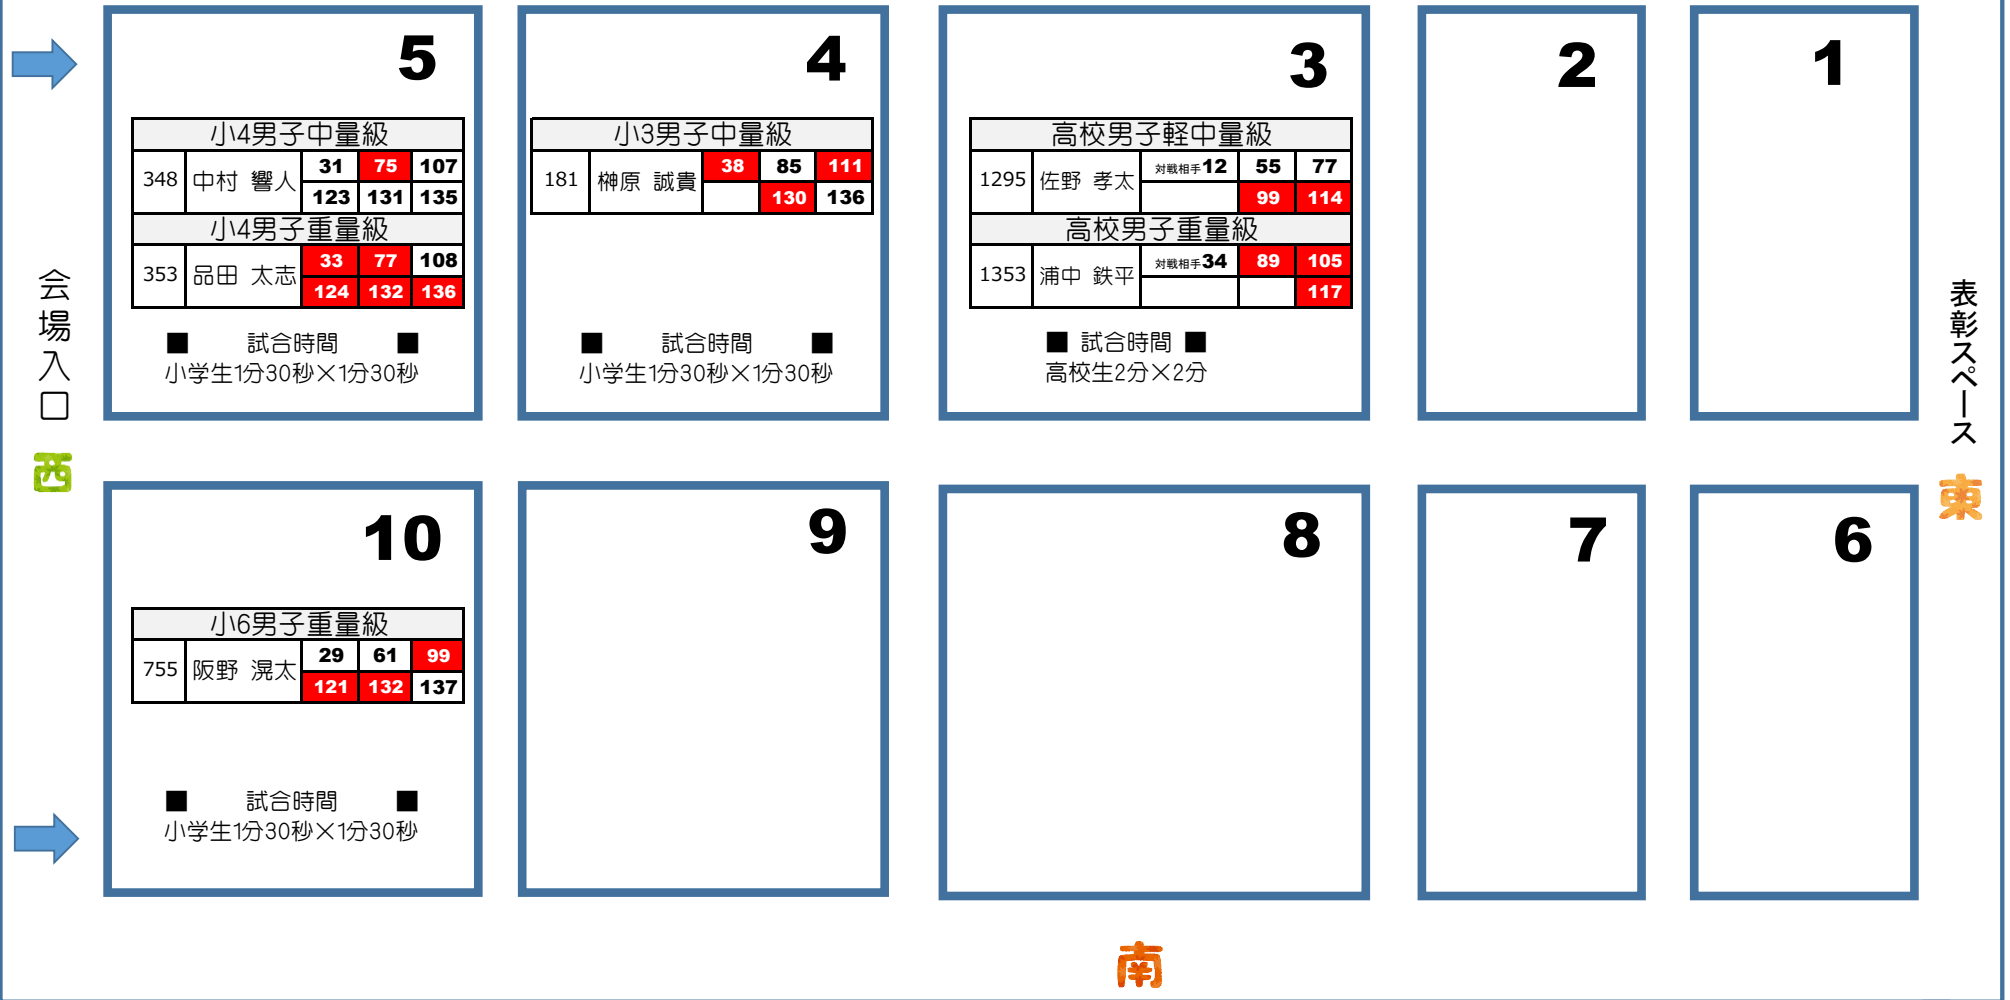 5
小4男子中量級
348 中村 響人 31 75 107
123 131 135
小4男子重量級
353 品田 太志 33 77 108
124 132 136
■ 試合時間 ■
小学生1分30秒×1分30秒
4
小3男子中量級
181 榊原 誠貴 38 85 111
130 136
■ 試合時間 ■
小学生1分30秒×1分30秒
3
高校男子軽中量級
1295 佐野 孝太 対戦相手12 55 77
99 114
高校男子重量級
1353 浦中 鉄平 対戦相手34 89 105
117
■ 試合時間 ■
高校生2分×2分
2
1
会場入口
西
表彰スペース
東
10
小6男子重量級
755 阪野 滉太 29 61 99
121 132 137
■ 試合時間 ■
小学生1分30秒×1分30秒
9
8
7
6
南